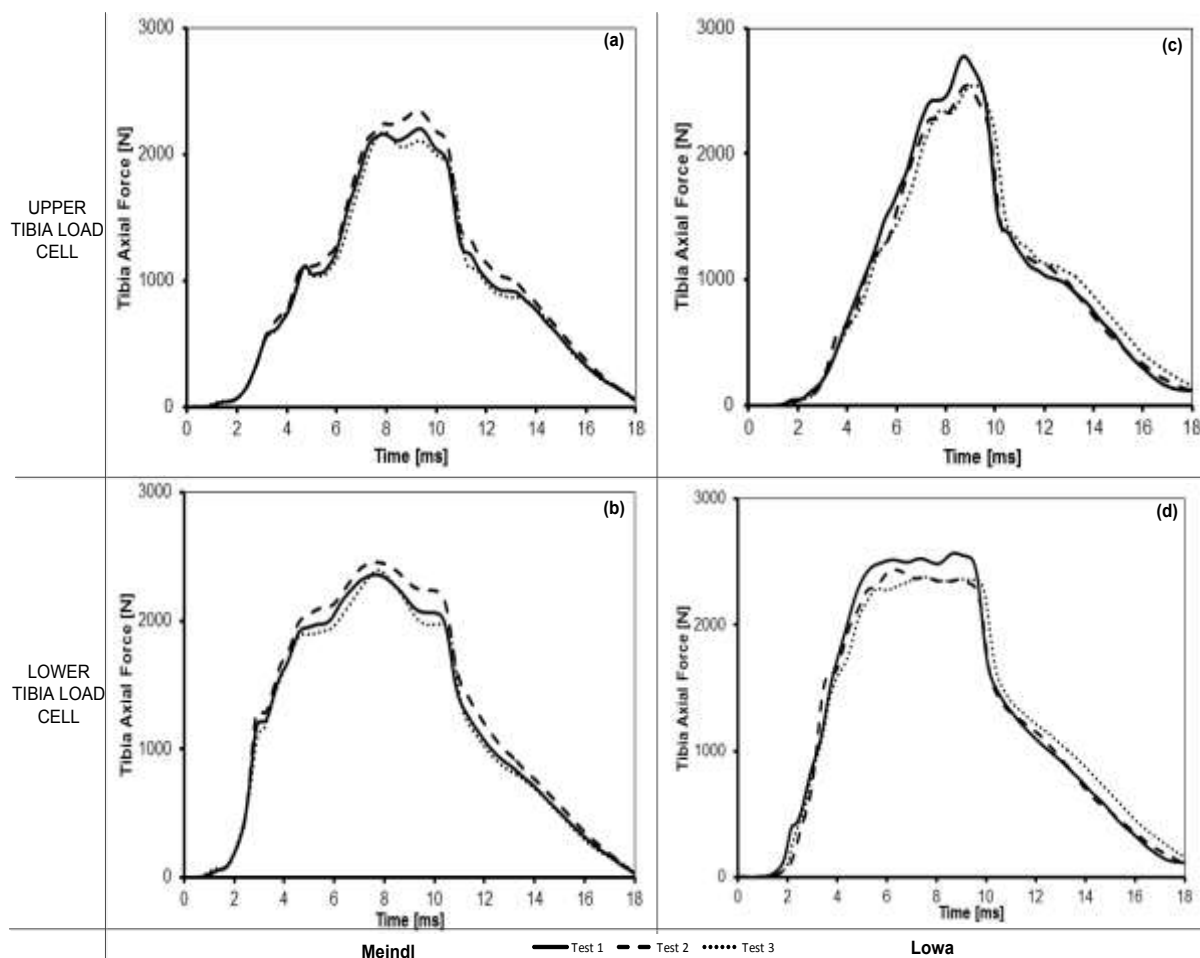 UPPER
TIBIA LOAD
CELL
(a)
Tibia Axial Force [N]
3000
2000
1000
0
0 2 4 6 8 10 12 14 16 18
Time [ms]
(c)
Tibia Axial Force [N]
3000
2000
1000
0
0 2 4 6 8 10 12 14 16 18
Time [ms]
LOWER
TIBIA LOAD
CELL
(b)
Tibia Axial Force [N]
3000
2000
1000
0
0 2 4 6 8 10 12 14 16 18
Time [ms]
(d)
Tibia Axial Force [N]
3000
2000
1000
0
0 2 4 6 8 10 12 14 16 18
Time [ms]
Meindl
Test 1 Test 2 Test 3
Lowa